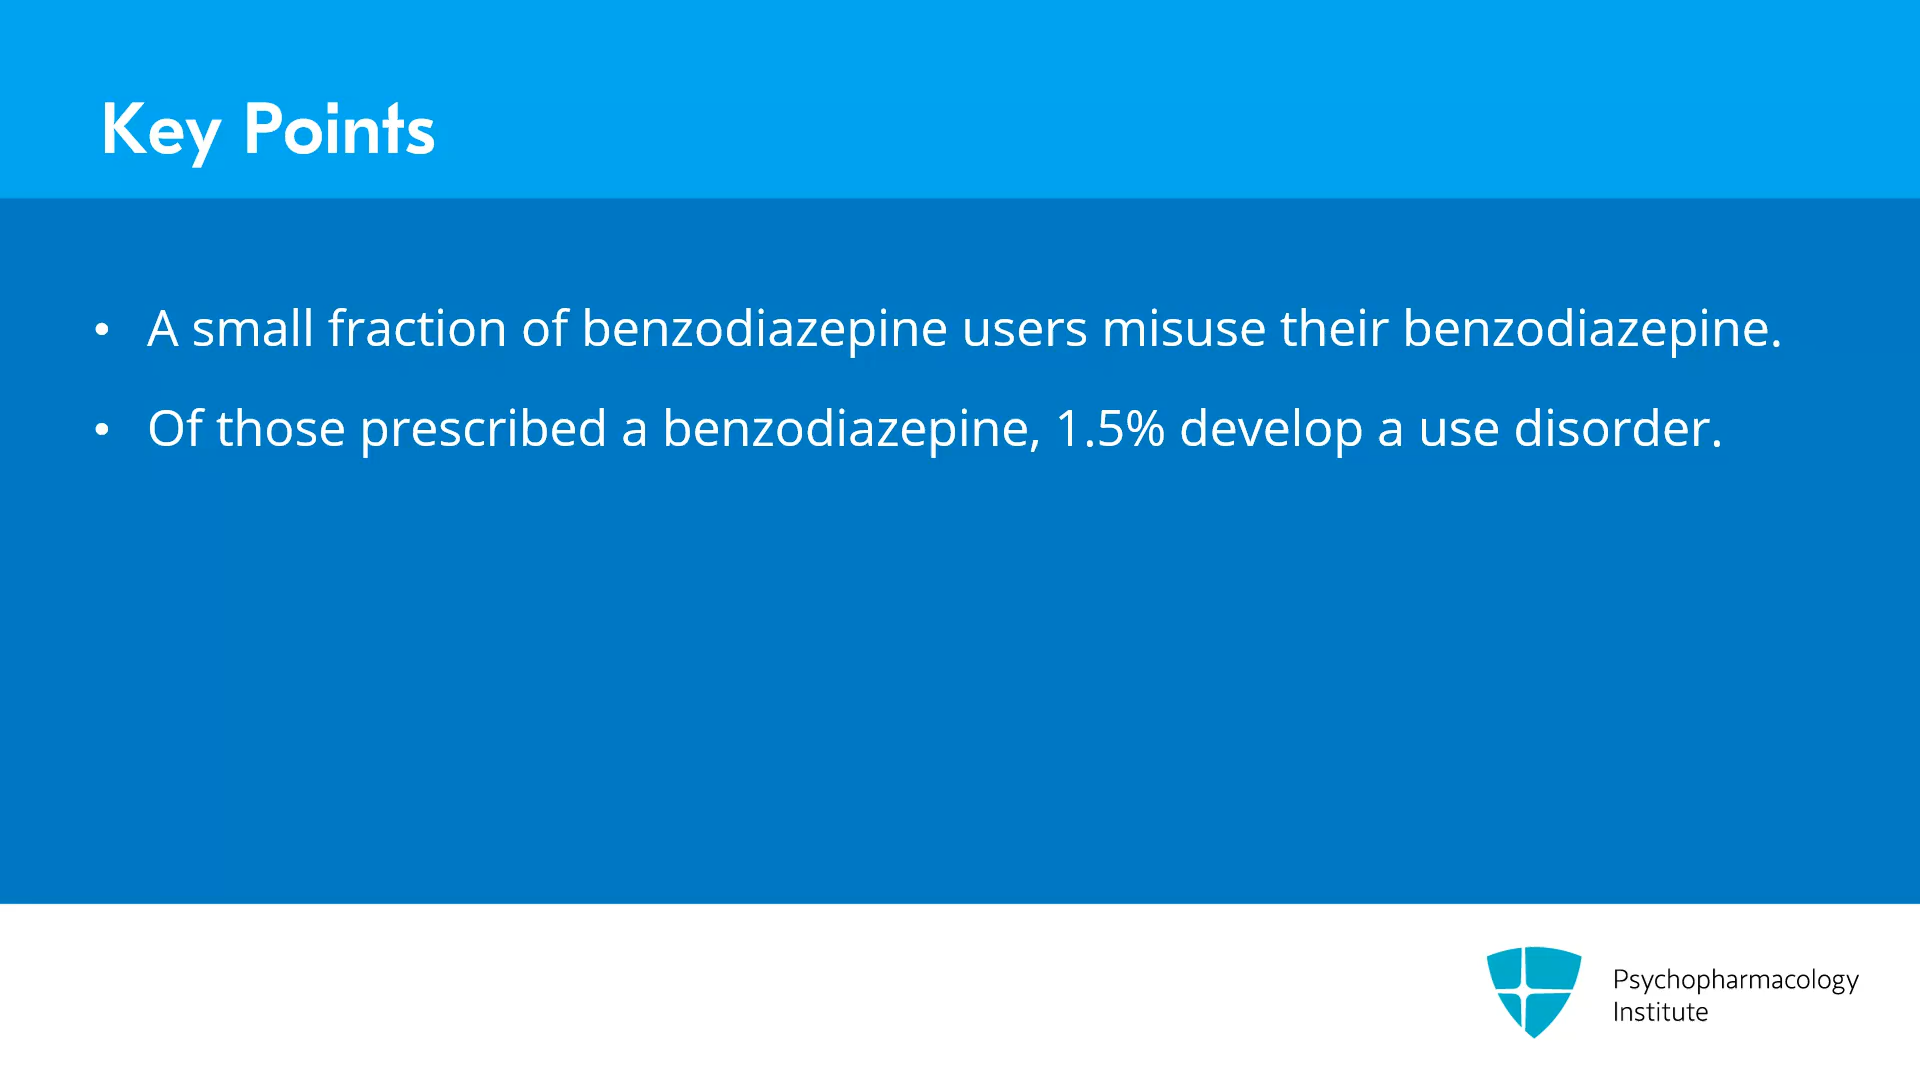 Key Points
• A small fraction of benzodiazepine users misuse their benzodiazepine.
• Of those prescribed a benzodiazepine, 1.5% develop a use disorder.
Psychopharmacology
Institute